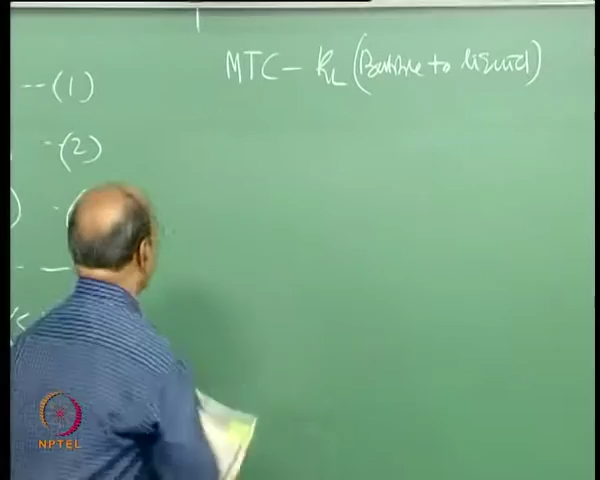 MTC - KL (Bubble to liquid)
--(1)
--(2)
NPTEL